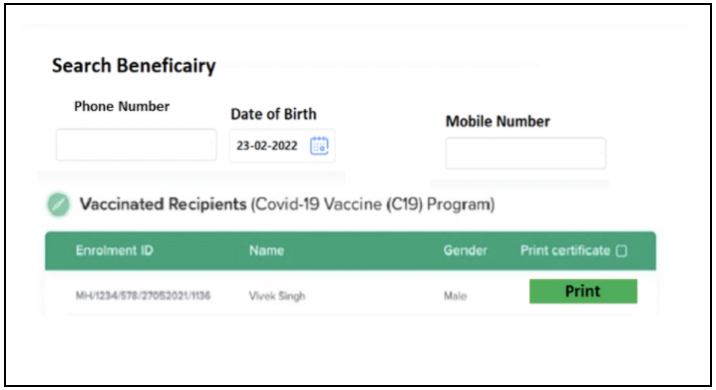 Search Beneficairy
Phone Number
Date of Birth
Mobile Number
23-02-2022
Vaccinated Recipients (Covid-19 Vaccine (C19) Program)
Enrolment ID Name Gender Print certificate
MH/1234/578/27052021/1136 Vivek Singh Male Print